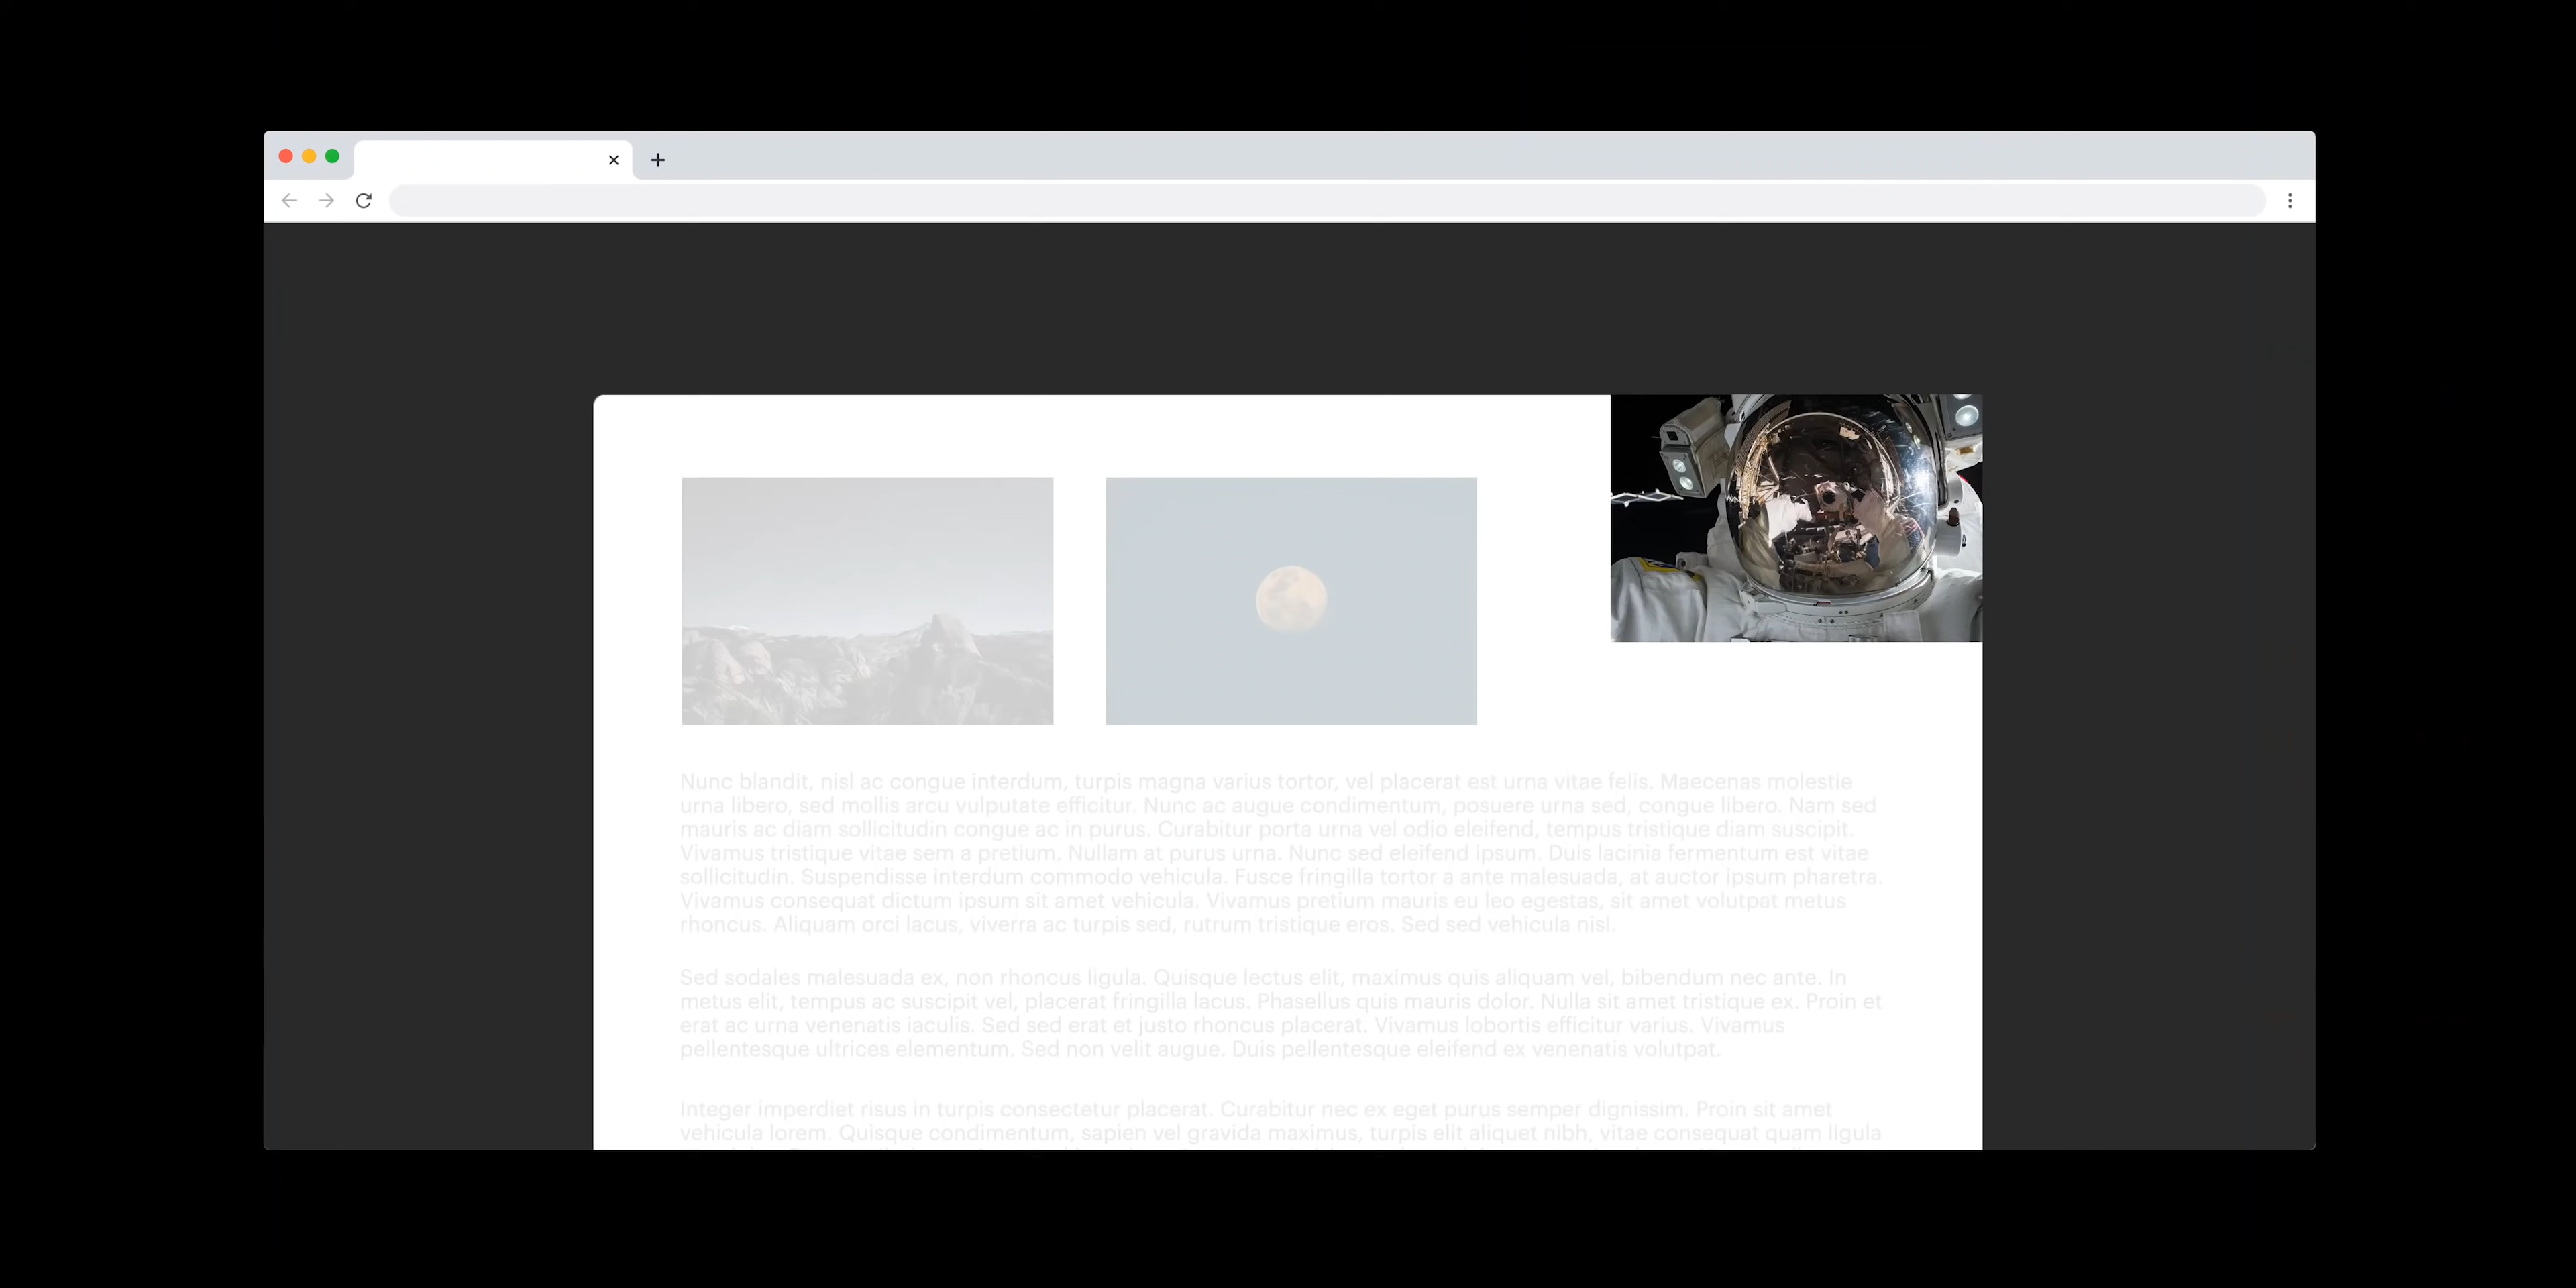 Nunc blandit, nisl ac congue interdum, turpis magna varius tortor, vel placerat est urna vitae felis. Maecenas molestie
urna libero, sed mollis arcu vulputate efficitur. Nunc ac augue condimentum, posuere urna sed, congue libero. Nam sed
mauris ac diam sollicitudin congue ac in purus. Curabitur porta urna vel odio eleifend, tempus tristique diam suscipit.
Vivamus tristique vitae sem a pretium. Nullam at purus urna. Nunc sed eleifend ipsum. Duis lacinia fermentum est vitae
sollicitudin. Suspendisse interdum commodo vehicula. Fusce fringilla tortor a ante malesuada, at auctor ipsum pharetra.
Vivamus consequat dictum ipsum sit amet vehicula. Vivamus pretium mauris eu leo egestas, sit amet volutpat metus
rhoncus. Aliquam orci lacus, viverra ac turpis sed, rutrum tristique eros. Sed sed vehicula nisl.
Sed sodales malesuada ex, non rhoncus ligula. Quisque lectus elit, maximus quis aliquam vel, bibendum nec ante. In
metus elit, tempus ac suscipit vel, placerat fringilla lacus. Phasellus quis mauris dolor. Nulla sit amet tristique ex. Proin et
erat ac urna venenatis iaculis. Sed sed erat et justo rhoncus placerat. Vivamus lobortis efficitur varius. Vivamus
pellentesque ultrices elementum. Sed non velit augue. Duis pellentesque eleifend ex venenatis volutpat.
Integer imperdiet risus in turpis consectetur placerat. Curabitur nec ex eget purus semper dignissim. Proin sit amet
vehicula lorem. Quisque condimentum, sapien vel gravida maximus, turpis elit aliquet nibh, vitae consequat quam ligula